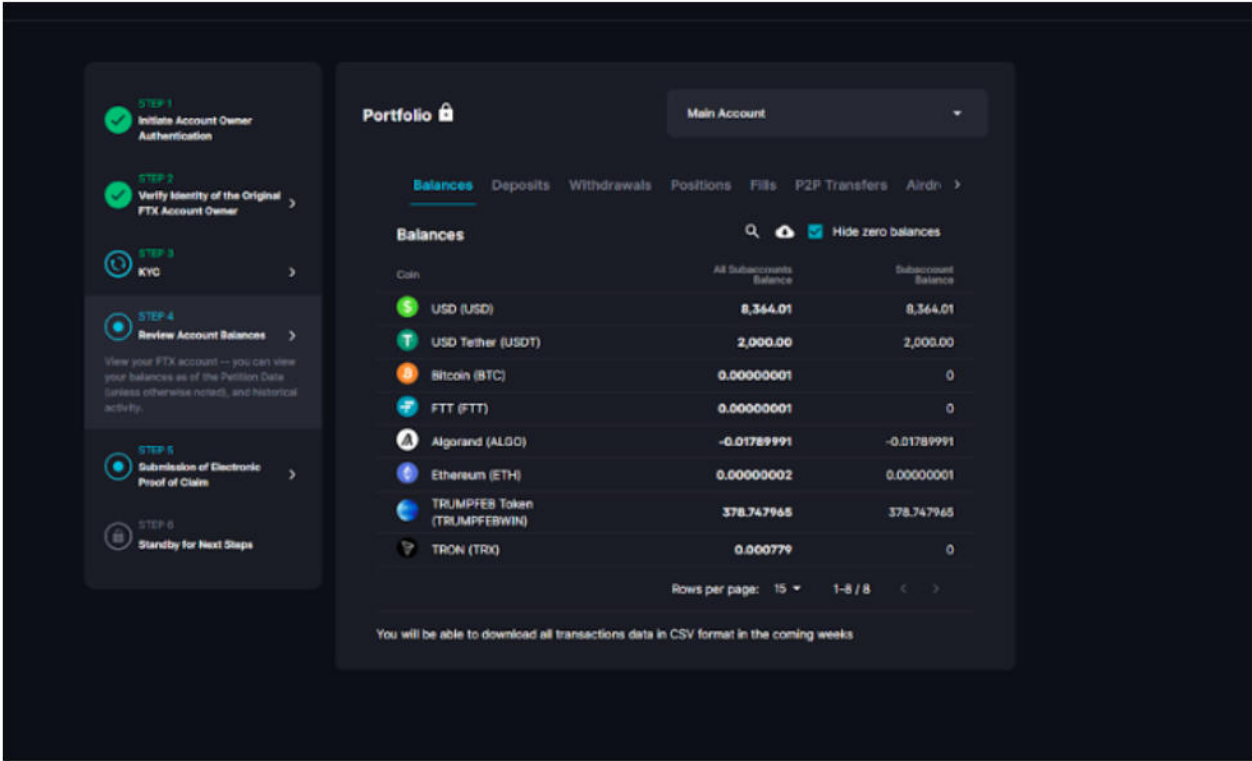 STEP 1
Initiate Account Owner
Authentication
STEP 2
Verify Identity of the Original
FTX Account Owner
STEP 3
KYC
STEP 4
Review Account Balances
View your FTX account -- you can view
your balances as of the Petition Date
(unless otherwise noted), and historical
activity.
STEP 5
Submission of Electronic
Proof of Claim
STEP 6
Standby for Next Steps
Portfolio
Main Account
Balances Deposits Withdrawals Positions Fills P2P Transfers Airdr
Balances
Hide zero balances
Coin
All Subaccounts
Balance
Subaccount
Balance
USD (USD) 8,364.01 8,364.01
USD Tether (USDT) 2,000.00 2,000.00
Bitcoin (BTC) 0.00000001 0
FTT (FTT) 0.00000001 0
Algorand (ALGO) -0.01789991 -0.01789991
Ethereum (ETH) 0.00000002 0.00000001
TRUMPFEB Token
(TRUMPFEBWIN) 378.747965 378.747965
TRON (TRX) 0.000779 0
Rows per page: 15 1-8 / 8
You will be able to download all transactions data in CSV format in the coming weeks